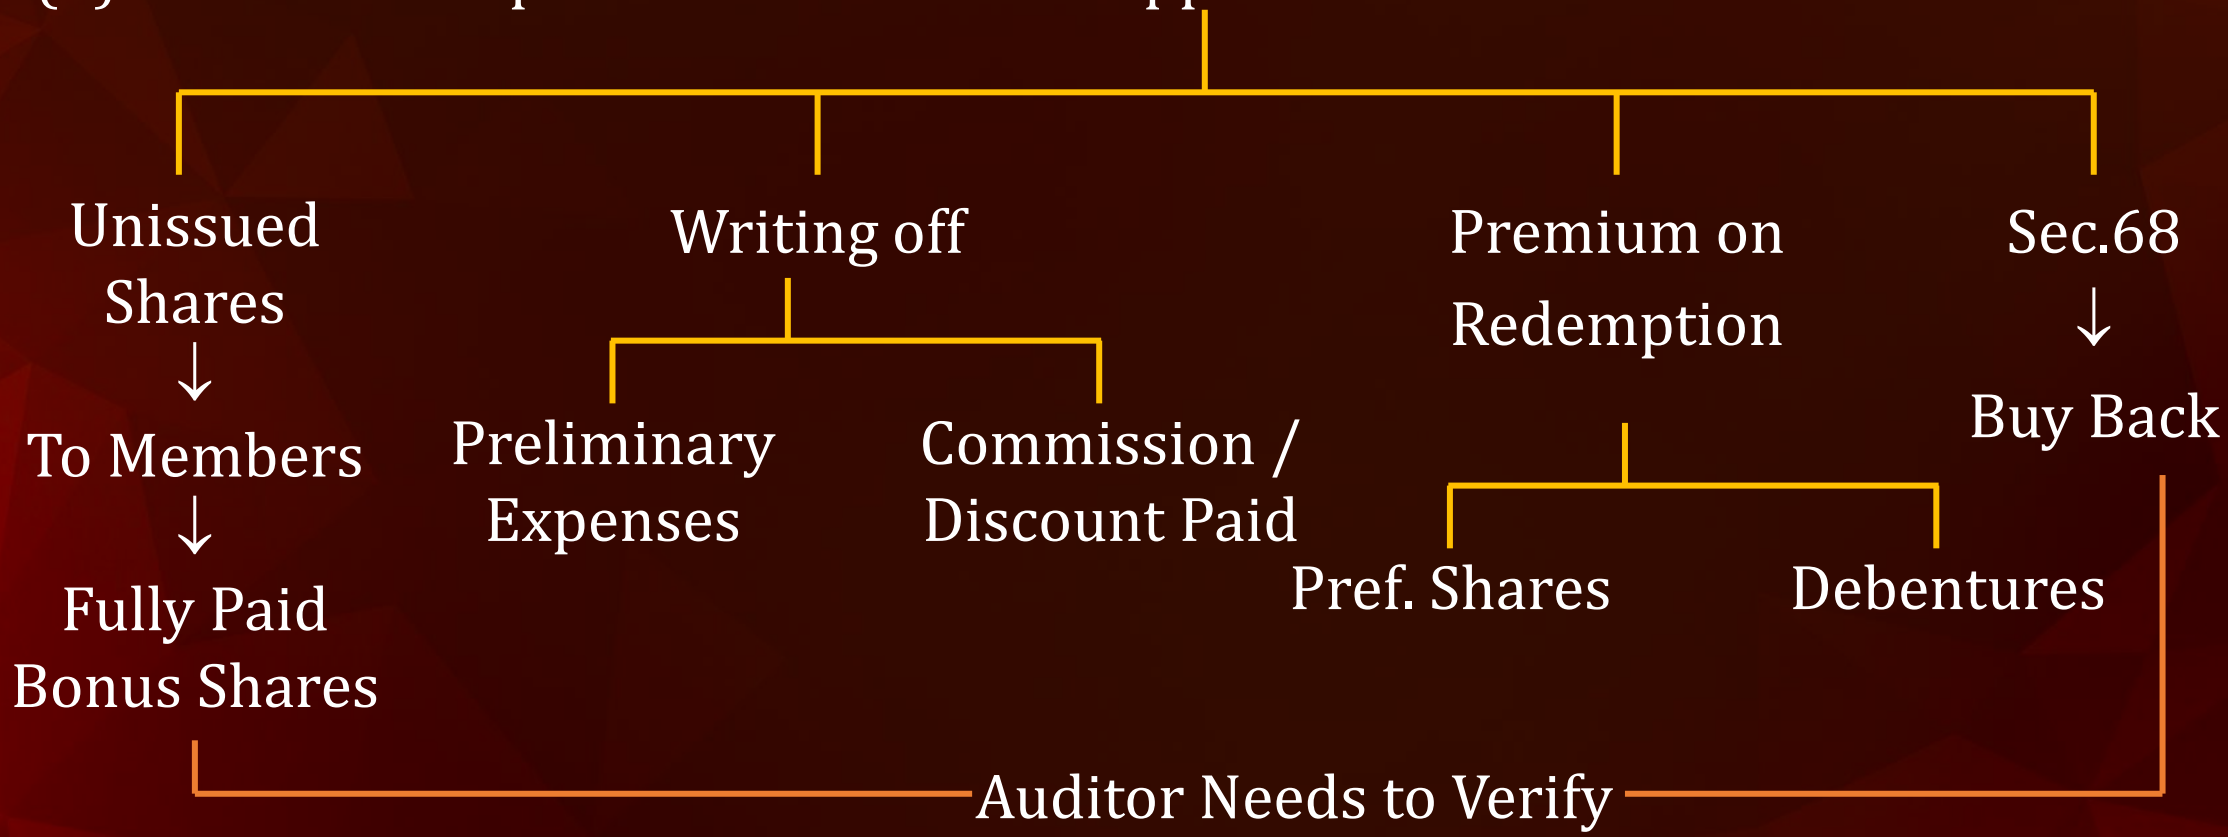 Unissued
Shares
↓
To Members
↓
Fully Paid
Bonus Shares
Writing off
Preliminary
Expenses
Commission /
Discount Paid
Premium on
Redemption
Pref. Shares
Debentures
Sec.68
↓
Buy Back
Auditor Needs to Verify